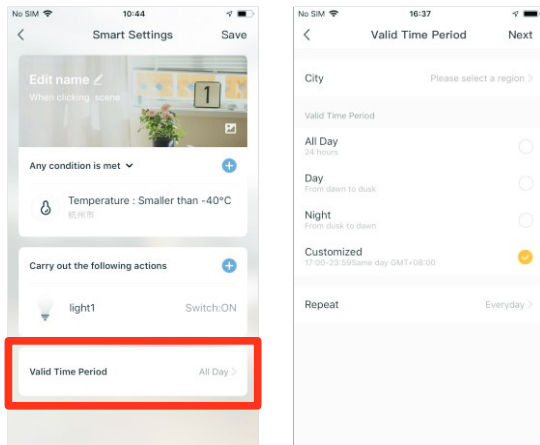 No SIM 10:44
Smart Settings Save
Edit name
When clicking scene
1
Any condition is met
Temperature : Smaller than -40°C
杭州市
Carry out the following actions
light1 Switch:ON
Valid Time Period All Day
No SIM 16:37
Valid Time Period Next
City Please select a region
Valid Time Period
All Day
24 hours
Day
From dawn to dusk
Night
From dusk to dawn
Customized
17:00-23:59Same day GMT+08:00
Repeat Everyday